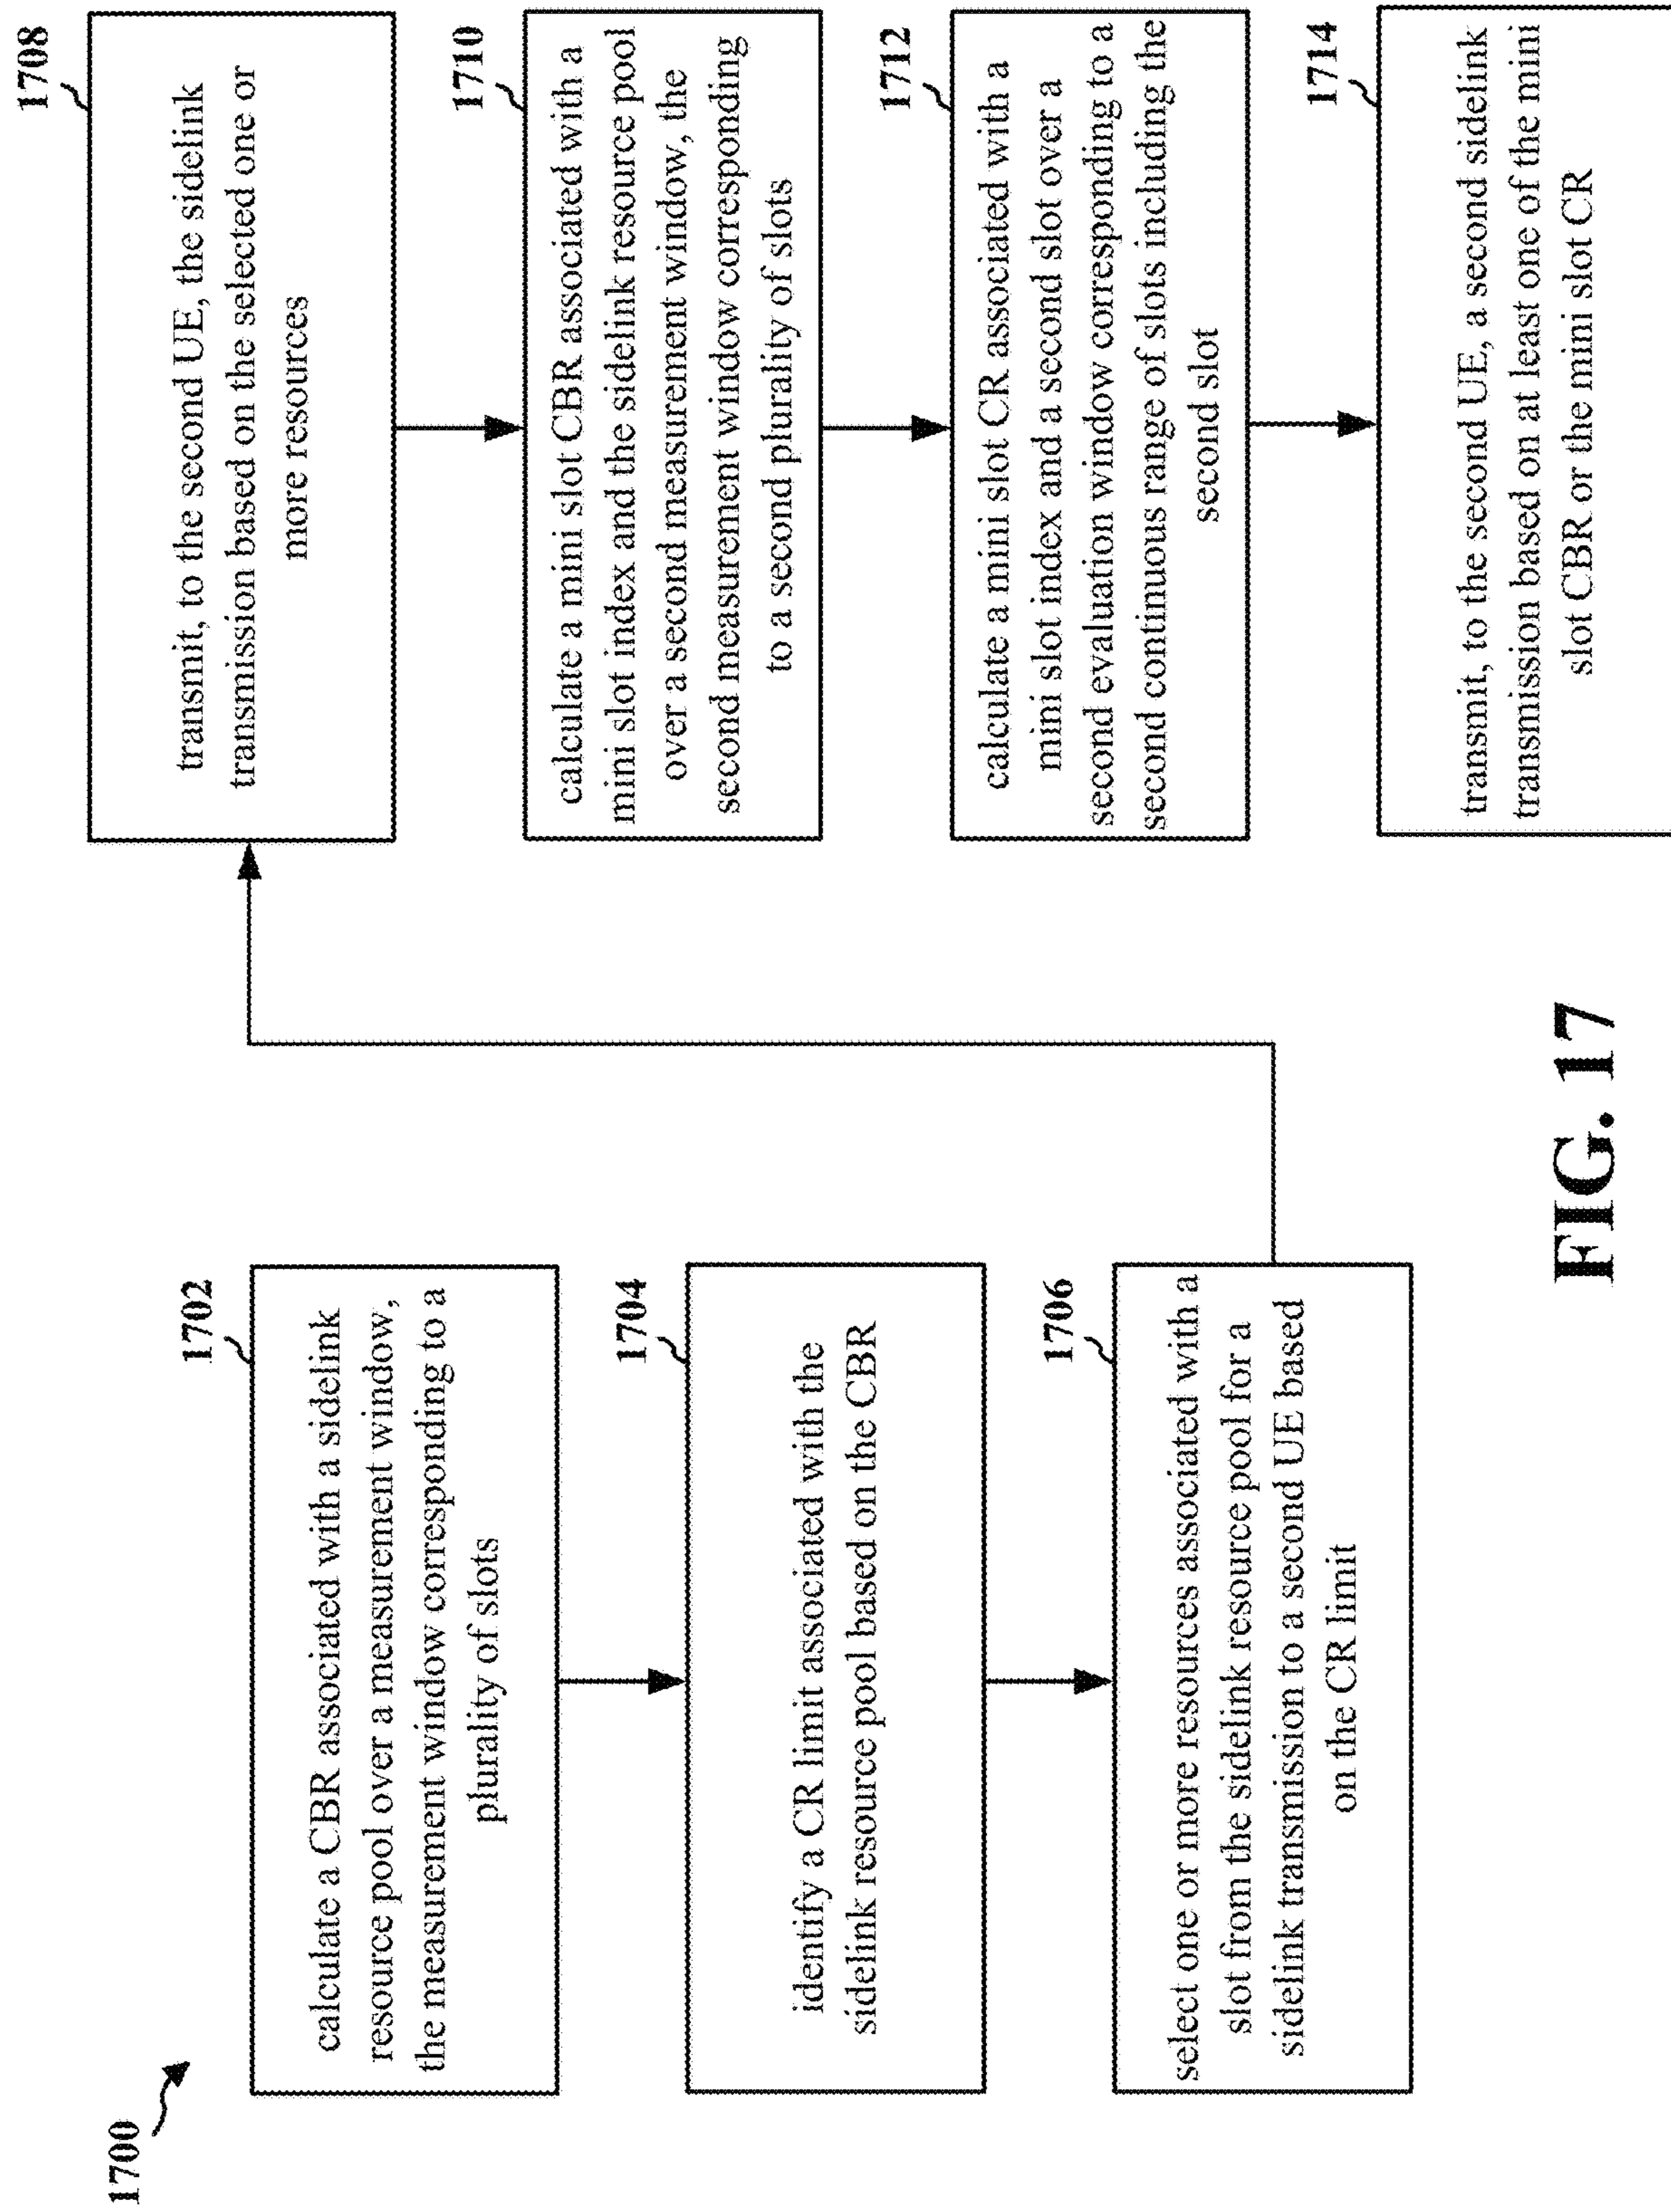 1700
1702
calculate a CBR associated with a sidelink
resource pool over a measurement window,
the measurement window corresponding to a
plurality of slots
1704
identify a CR limit associated with the
sidelink resource pool based on the CBR
1706
select one or more resources associated with a
slot from the sidelink resource pool for a
sidelink transmission to a second UE based
on the CR limit
1708
transmit, to the second UE, the sidelink
transmission based on the selected one or
more resources
1710
calculate a mini slot CBR associated with a
mini slot index and the sidelink resource pool
over a second measurement window, the
second measurement window corresponding
to a second plurality of slots
1712
calculate a mini slot CR associated with a
mini slot index and a second slot over a
second evaluation window corresponding to a
second continuous range of slots including the
second slot
1714
transmit, to the second UE, a second sidelink
transmission based on at least one of the mini
slot CBR or the mini slot CR
FIG. 17